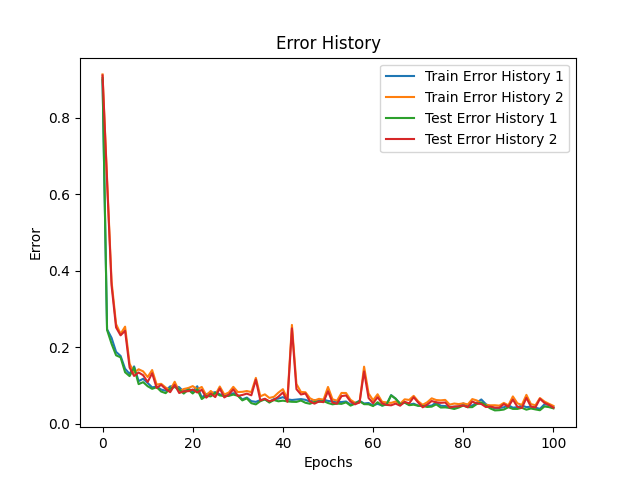 Error History
Train Error History 1
Train Error History 2
Test Error History 1
Test Error History 2
Error
0.8
0.6
0.4
0.2
0.0
0 20 40 60 80 100
Epochs